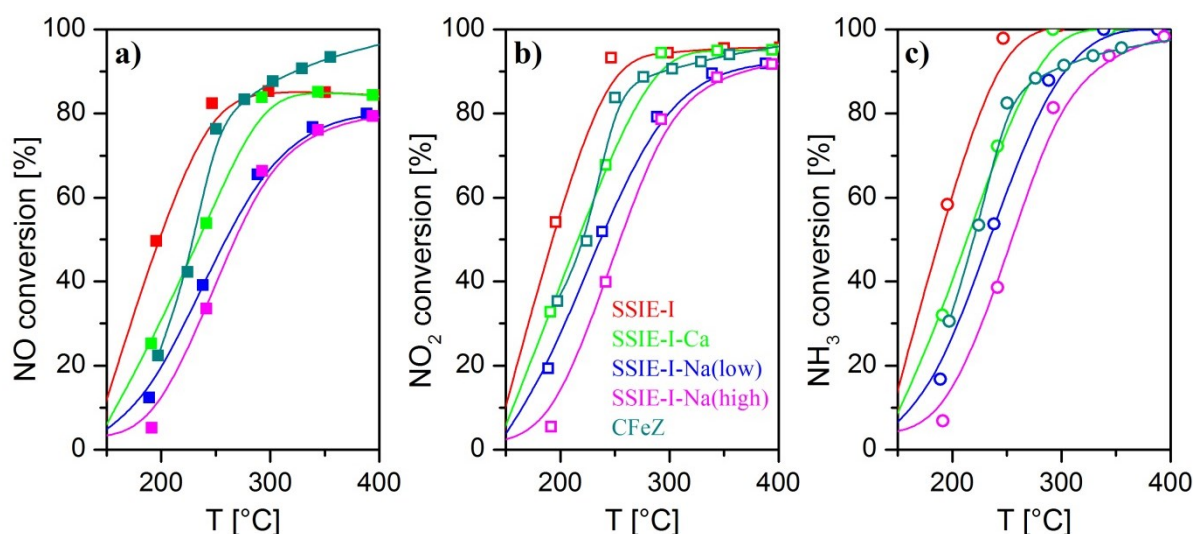 a)
NO conversion [%]
100
80
60
40
20
0
200
300
400
T [°C]
b)
NO2 conversion [%]
100
80
60
40
20
0
SSIE-I
SSIE-I-Ca
SSIE-I-Na(low)
SSIE-I-Na(high)
CFeZ
200
300
400
T [°C]
c)
NH3 conversion [%]
100
80
60
40
20
0
200
300
400
T [°C]